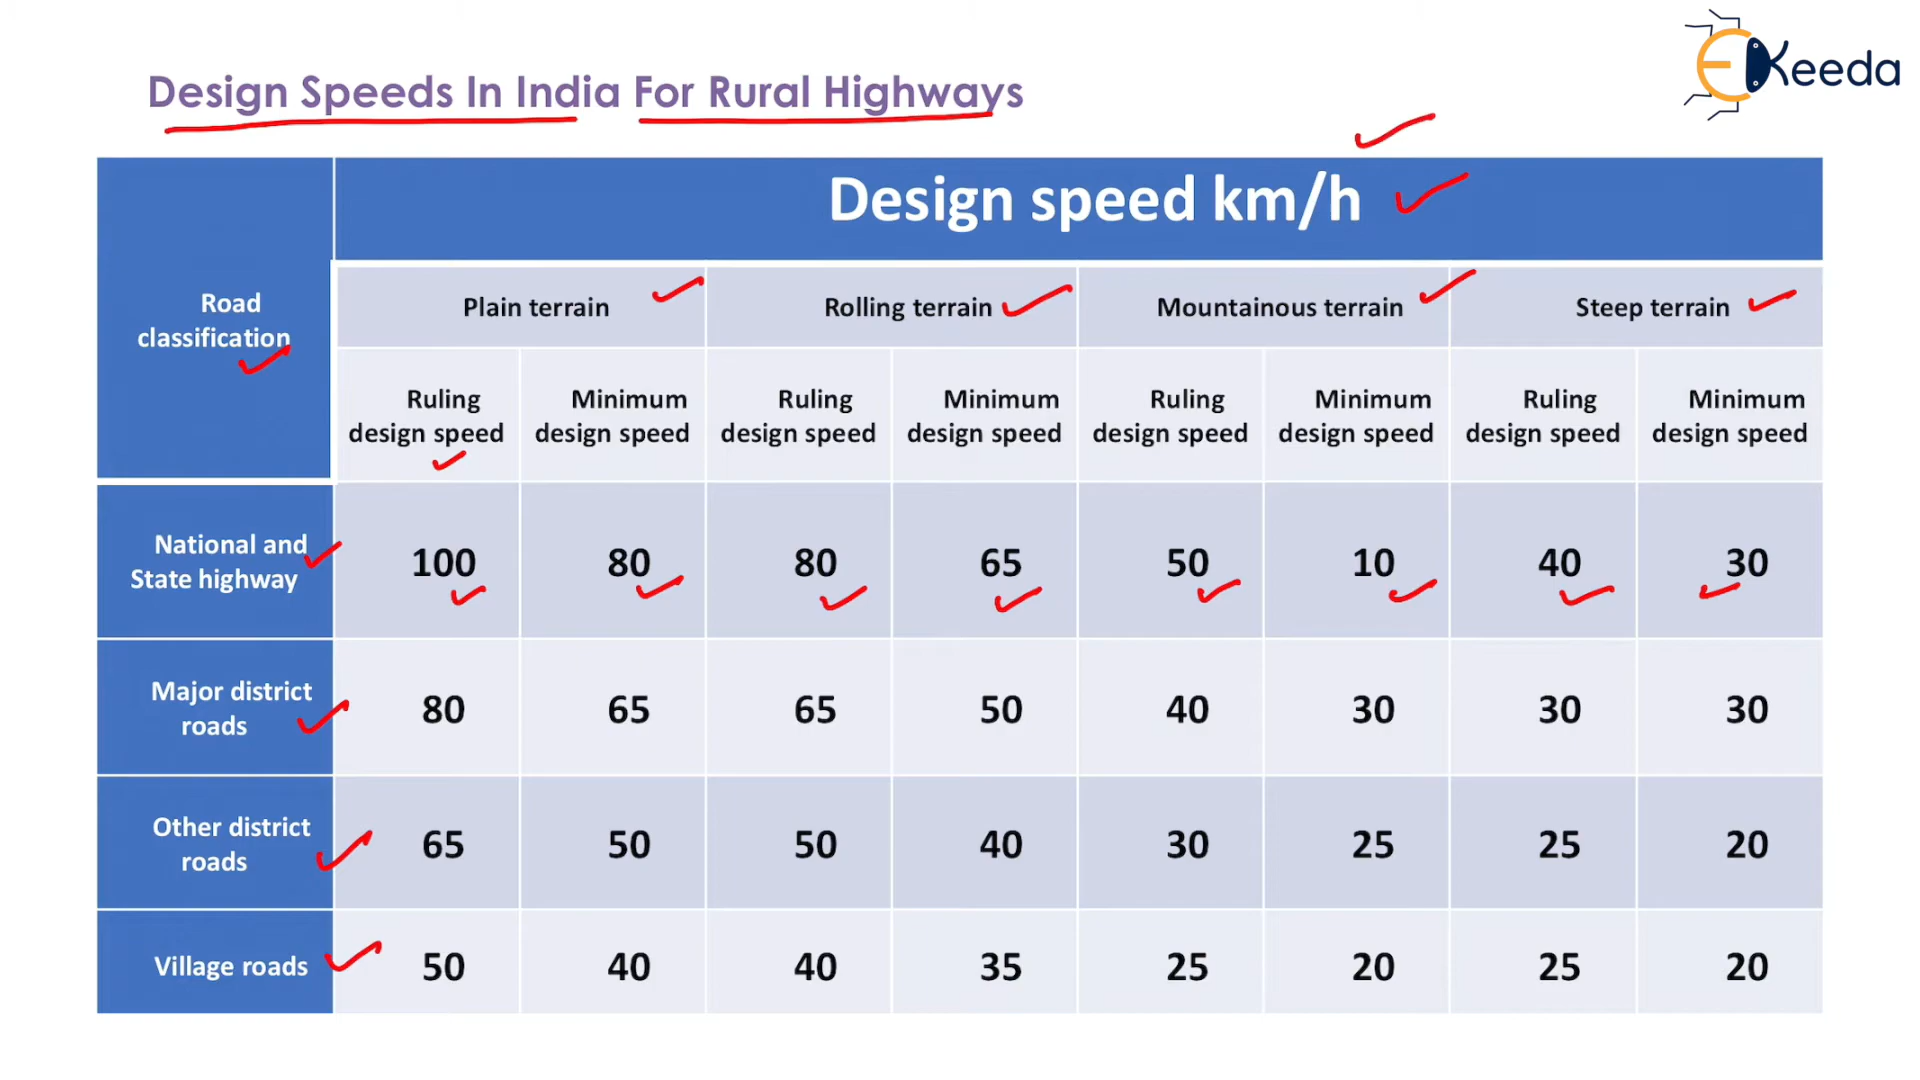 Keeda
Design Speeds In India For Rural Highways
Road
classification
Design speed km/h
Plain terrain Rolling terrain Mountainous terrain Steep terrain
Ruling Minimum Ruling Minimum Ruling Minimum Ruling Minimum
design speed design speed design speed design speed design speed design speed design speed design speed
National and
State highway
100 80 80 65 50 10 40 30
Major district
roads
80 65 65 50 40 30 30 30
Other district
roads
65 50 50 40 30 25 25 20
Village roads 50 40 40 35 25 20 25 20